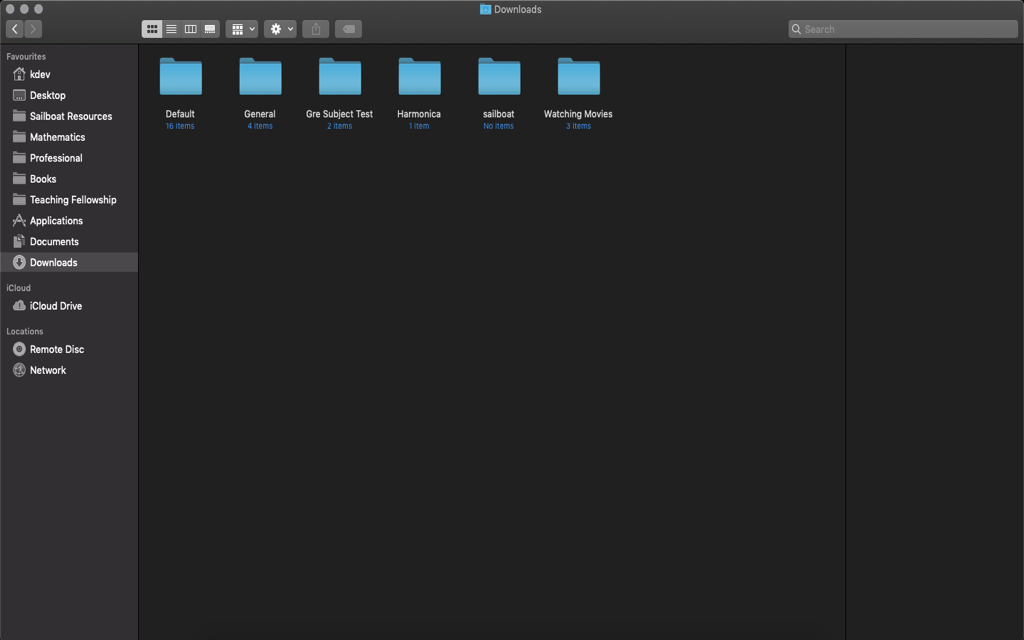 Downloads
Search
Favourites
kdev
Desktop
Sailboat Resources
Mathematics
Professional
Books
Teaching Fellowship
Applications
Documents
Downloads
iCloud
iCloud Drive
Locations
Remote Disc
Network
Default
16 items
General
4 items
Gre Subject Test
2 items
Harmonica
1 item
sailboat
No items
Watching Movies
3 items